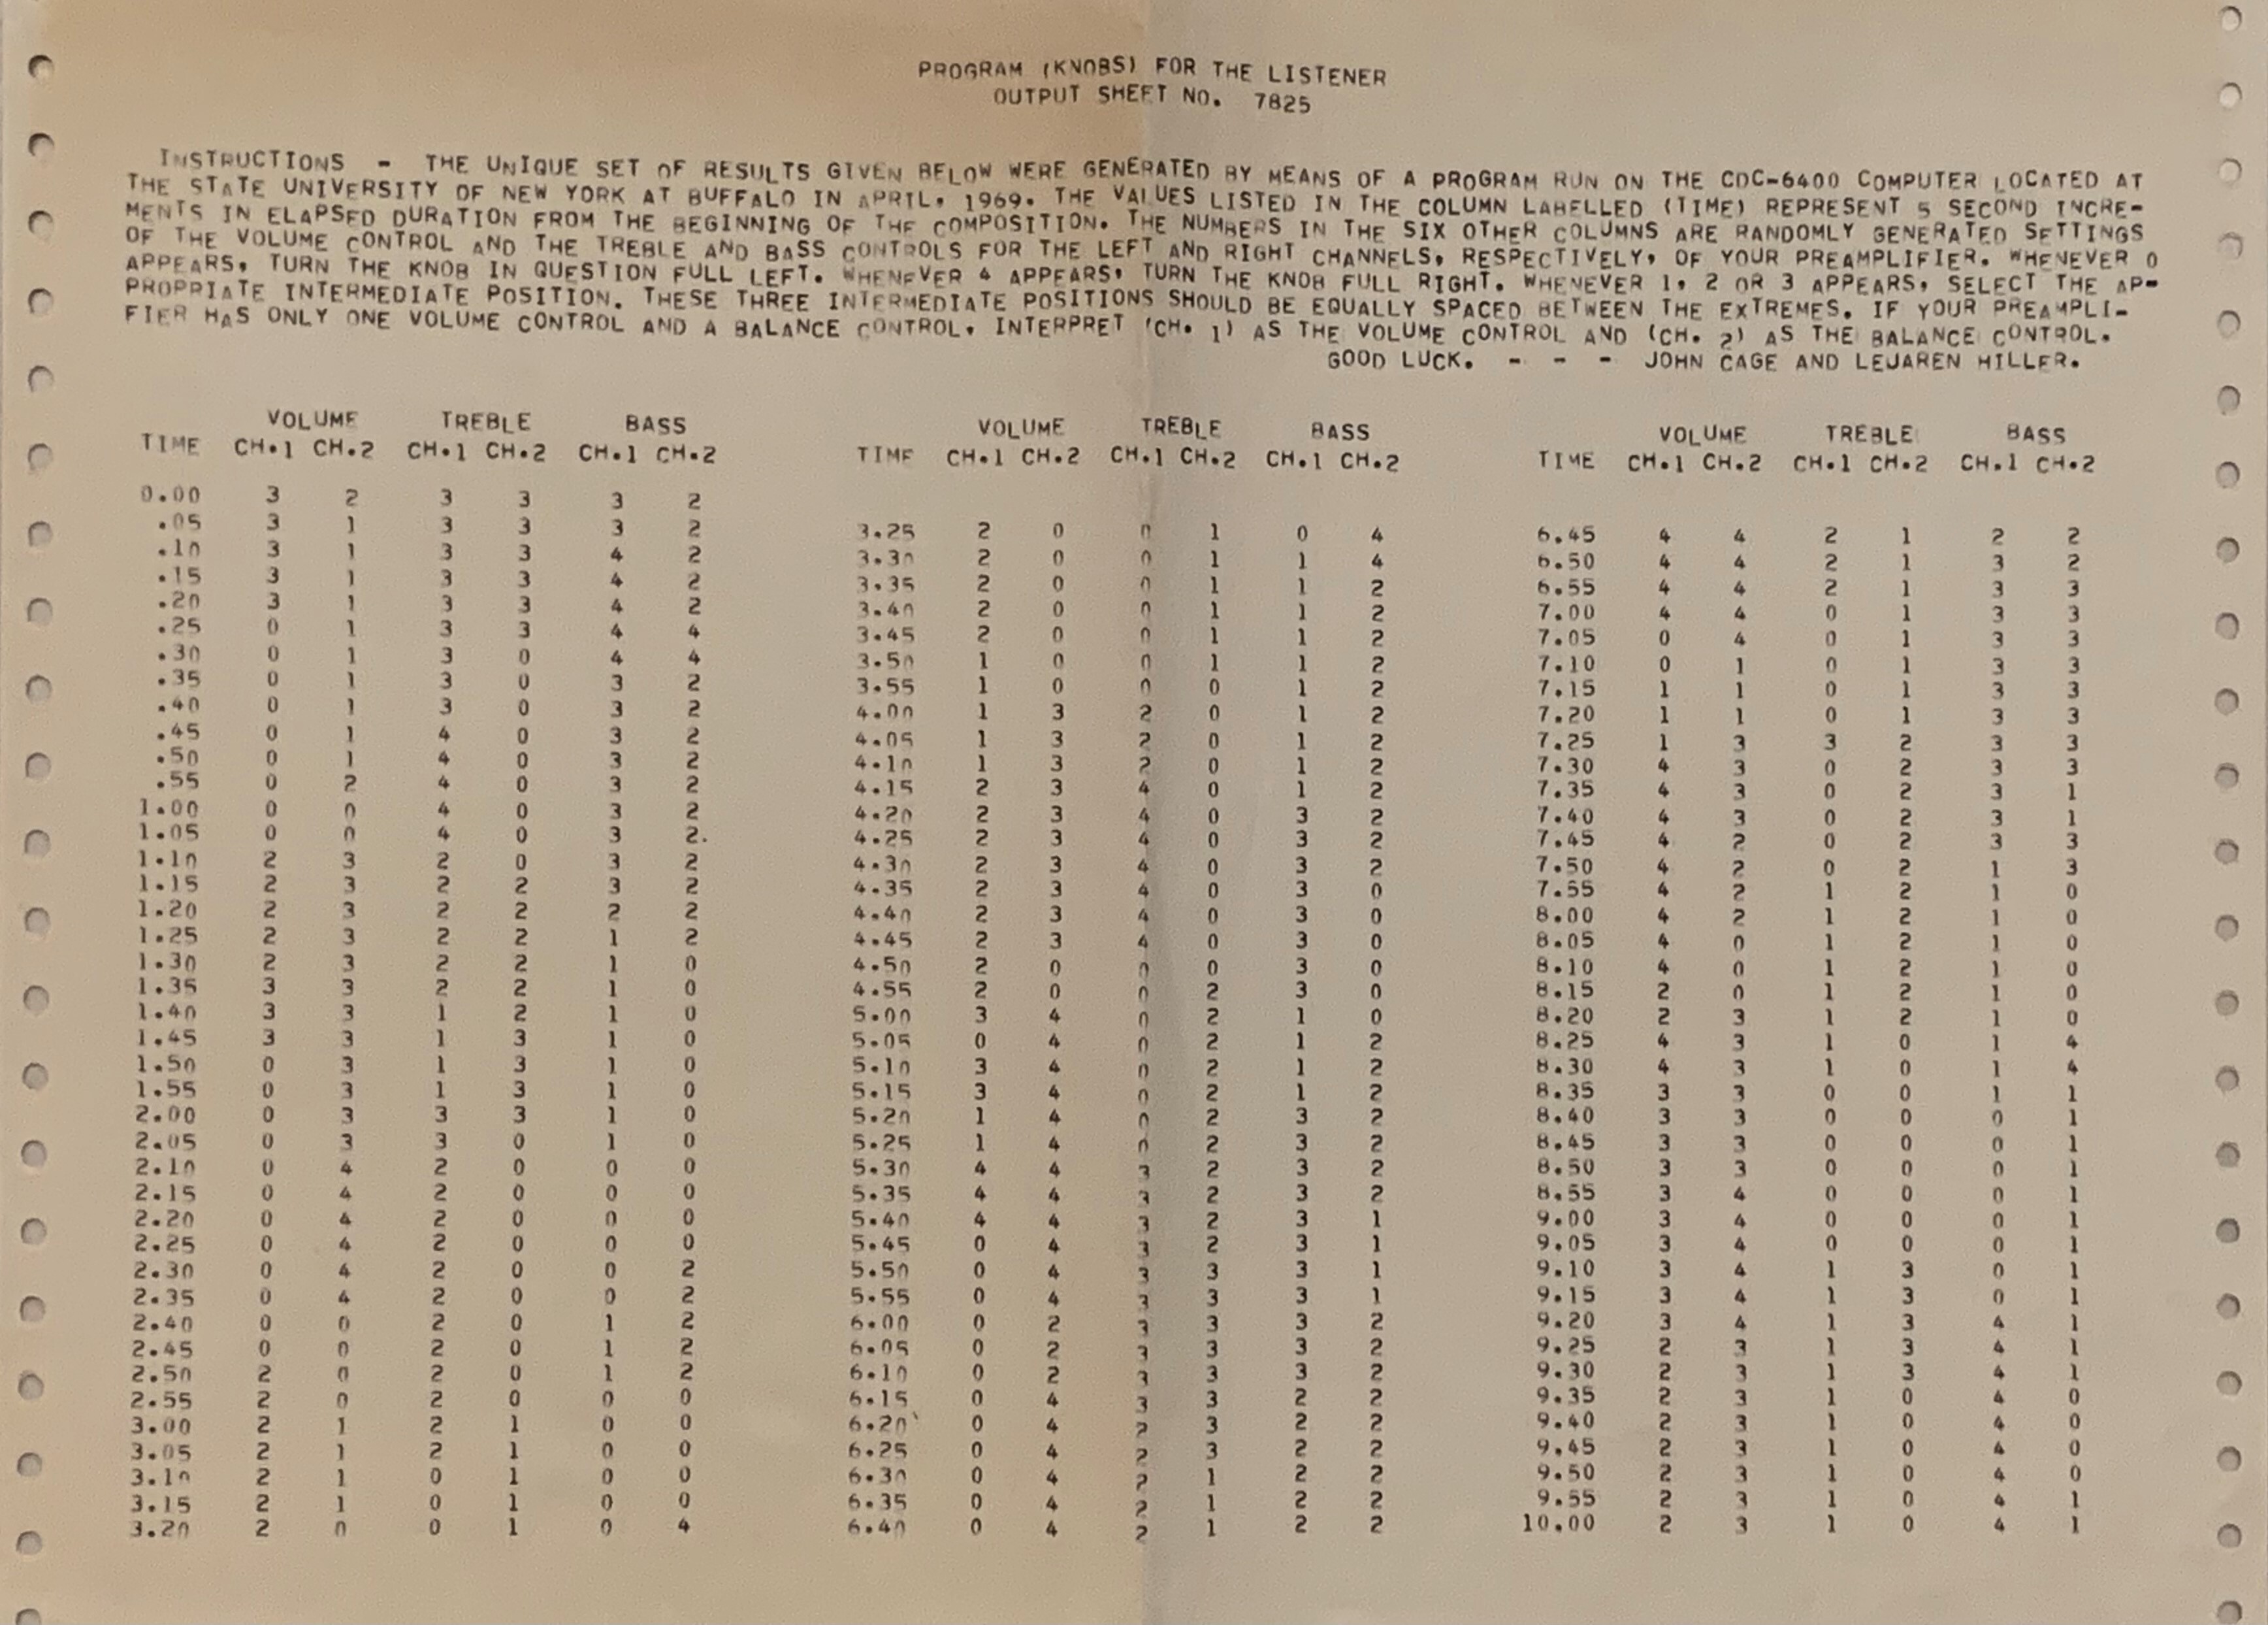 PROGRAM (KNOBS) FOR THE LISTENER
OUTPUT SHEET NO. 7825
INSTRUCTIONS - THE UNIQUE SET OF RESULTS GIVEN BELOW WERE GENERATED BY MEANS OF A PROGRAM RUN ON THE CDC-6400 COMPUTER LOCATED AT
THE STATE UNIVERSITY OF NEW YORK AT BUFFALO IN APRIL, 1969. THE VALUES LISTED IN THE COLUMN LABELLED (TIME) REPRESENT 5 SECOND INCRE-
MENTS IN ELAPSED DURATION FROM THE BEGINNING OF THE COMPOSITION. THE NUMBERS IN THE SIX OTHER COLUMNS ARE RANDOMLY GENERATED SETTINGS
OF THE VOLUME CONTROL AND THE TREBLE AND BASS CONTROLS FOR THE LEFT AND RIGHT CHANNELS, RESPECTIVELY, OF YOUR PREAMPLIFIER. WHENEVER 0
APPEARS, TURN THE KNOB IN QUESTION FULL LEFT. WHENEVER 4 APPEARS, TURN THE KNOB FULL RIGHT. WHENEVER 1, 2 OR 3 APPEARS, SELECT THE AP-
PROPRIATE INTERMEDIATE POSITION. THESE THREE INTERMEDIATE POSITIONS SHOULD BE EQUALLY SPACED BETWEEN THE EXTREMES. IF YOUR PREAMPLI-
FIER HAS ONLY ONE VOLUME CONTROL AND A BALANCE CONTROL, INTERPRET (CH. 1) AS THE VOLUME CONTROL AND (CH. 2) AS THE BALANCE CONTROL.
GOOD LUCK. - - - JOHN CAGE AND LEJAREN HILLER.
VOLUME TREBLE BASS
TIME CH.1 CH.2 CH.1 CH.2 CH.1 CH.2
0.00 3 2 3 3 3 2
.05 3 1 3 3 3 2
.10 3 1 3 3 4 2
.15 3 1 3 3 4 2
.20 3 1 3 3 4 2
.25 0 1 3 3 4 4
.30 0 1 3 0 4 4
.35 0 1 3 0 3 2
.40 0 1 3 0 3 2
.45 0 1 4 0 3 2
.50 0 1 4 0 3 2
.55 0 2 4 0 3 2
1.00 0 0 4 0 3 2
1.05 0 0 4 0 3 2.
1.10 2 3 2 0 3 2
1.15 2 3 2 2 3 2
1.20 2 3 2 2 2 2
1.25 2 3 2 2 1 2
1.30 2 3 2 2 1 0
1.35 3 3 2 2 1 0
1.40 3 3 1 2 1 0
1.45 3 3 1 3 1 0
1.50 0 3 1 3 1 0
1.55 0 3 1 3 1 0
2.00 0 3 3 3 1 0
2.05 0 3 3 0 1 0
2.10 0 4 2 0 0 0
2.15 0 4 2 0 0 0
2.20 0 4 2 0 0 0
2.25 0 4 2 0 0 0
2.30 0 4 2 0 0 2
2.35 0 4 2 0 0 2
2.40 0 0 2 0 1 2
2.45 0 0 2 0 1 2
2.50 2 0 2 0 1 2
2.55 2 0 2 0 0 0
3.00 2 1 2 1 0 0
3.05 2 1 2 1 0 0
3.10 2 1 0 1 0 0
3.15 2 1 0 1 0 0
3.20 2 0 0 1 0 4
VOLUME TREBLE BASS
TIME CH.1 CH.2 CH.1 CH.2 CH.1 CH.2
3.25 2 0 0 1 0 4
3.30 2 0 0 1 1 4
3.35 2 0 0 1 1 2
3.40 2 0 0 1 1 2
3.45 2 0 0 1 1 2
3.50 1 0 0 1 1 2
3.55 1 0 0 0 1 2
4.00 1 3 2 0 1 2
4.05 1 3 2 0 1 2
4.10 1 3 2 0 1 2
4.15 2 3 4 0 1 2
4.20 2 3 4 0 3 2
4.25 2 3 4 0 3 2
4.30 2 3 4 0 3 2
4.35 2 3 4 0 3 0
4.40 2 3 4 0 3 0
4.45 2 3 4 0 3 0
4.50 2 0 0 0 3 0
4.55 2 0 0 2 3 0
5.00 3 4 0 2 1 0
5.05 0 4 0 2 1 2
5.10 3 4 0 2 1 2
5.15 3 4 0 2 1 2
5.20 1 4 0 2 3 2
5.25 1 4 0 2 3 2
5.30 4 4 3 2 3 2
5.35 4 4 3 2 3 2
5.40 4 4 3 2 3 1
5.45 0 4 3 2 3 1
5.50 0 4 3 3 3 1
5.55 0 4 3 3 3 1
6.00 0 2 3 3 3 2
6.05 0 2 3 3 3 2
6.10 0 2 3 3 3 2
6.15 0 4 3 3 2 2
6.20 0 4 2 3 2 2
6.25 0 4 2 3 2 2
6.30 0 4 2 1 2 2
6.35 0 4 2 1 2 2
6.40 0 4 2 1 2 2
VOLUME TREBLE BASS
TIME CH.1 CH.2 CH.1 CH.2 CH.1 CH.2
6.45 4 4 2 1 2 2
6.50 4 4 2 1 3 2
6.55 4 4 2 1 3 3
7.00 4 4 0 1 3 3
7.05 0 4 0 1 3 3
7.10 0 1 0 1 3 3
7.15 1 1 0 1 3 3
7.20 1 1 0 1 3 3
7.25 1 3 3 2 3 3
7.30 4 3 0 2 3 3
7.35 4 3 0 2 3 1
7.40 4 3 0 2 3 1
7.45 4 2 0 2 3 3
7.50 4 2 0 2 1 3
7.55 4 2 1 2 1 0
8.00 4 2 1 2 1 0
8.05 4 0 1 2 1 0
8.10 4 0 1 2 1 0
8.15 2 0 1 2 1 0
8.20 2 3 1 2 1 0
8.25 4 3 1 0 1 4
8.30 4 3 1 0 1 4
8.35 3 3 0 0 1 1
8.40 3 3 0 0 0 1
8.45 3 3 0 0 0 1
8.50 3 3 0 0 0 1
8.55 3 4 0 0 0 1
9.00 3 4 0 0 0 1
9.05 3 4 0 0 0 1
9.10 3 4 1 3 0 1
9.15 3 4 1 3 0 1
9.20 3 4 1 3 4 1
9.25 2 3 1 3 4 1
9.30 2 3 1 3 4 1
9.35 2 3 1 0 4 0
9.40 2 3 1 0 4 0
9.45 2 3 1 0 4 0
9.50 2 3 1 0 4 0
9.55 2 3 1 0 4 1
10.00 2 3 1 0 4 1